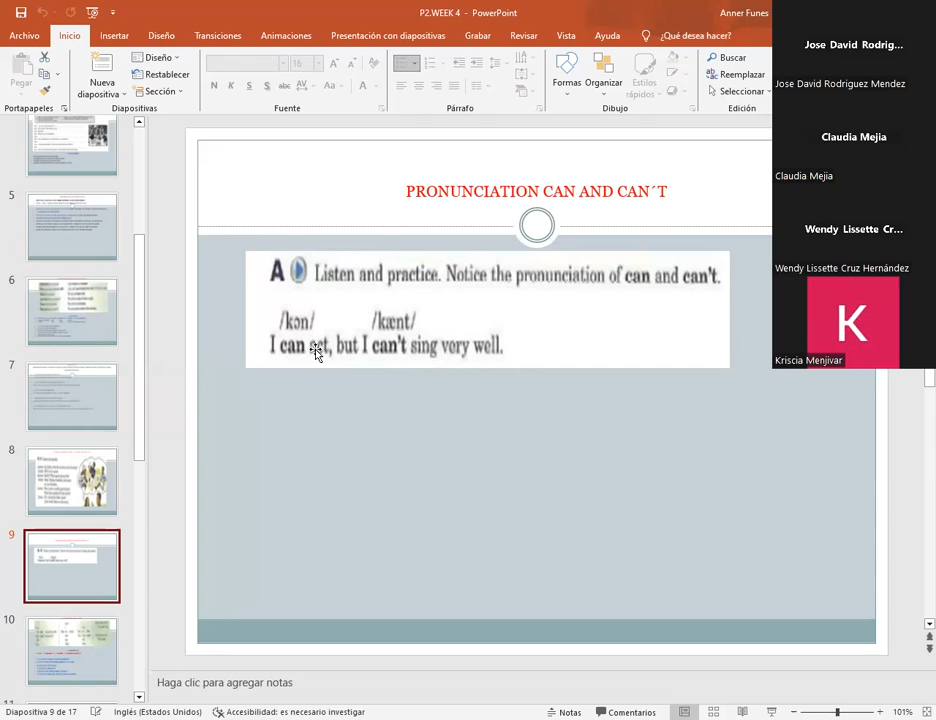 P2.WEEK 4 - PowerPoint
Anner Funes
Archivo Inicio Insertar Diseño Transiciones Animaciones Presentación con diapositivas Grabar Revisar Vista Ayuda ¿Qué desea hacer?
Pegar
Nueva diapositiva
Diseño
Restablecer
Sección
16
N K S S ab AV
Aa A
Formas Organizar Estilos rápidos
Buscar
Reemplazar
Seleccionar
Portapapeles Diapositivas Fuente Párrafo Dibujo Edición
Jose David Rodrig...
Jose David Rodriguez Mendez
Claudia Mejia
Claudia Mejia
Wendy Lissette Cr...
Wendy Lissette Cruz Hernández
K
Kriscia Menjivar
5
6
7
8
9
10
PRONUNCIATION CAN AND CAN´T
A Listen and practice. Notice the pronunciation of can and can't.
/kən/ /kænt/
I can act, but I can't sing very well.
Haga clic para agregar notas
Diapositiva 9 de 17 Inglés (Estados Unidos) Accesibilidad: es necesario investigar Notas Comentarios 101%